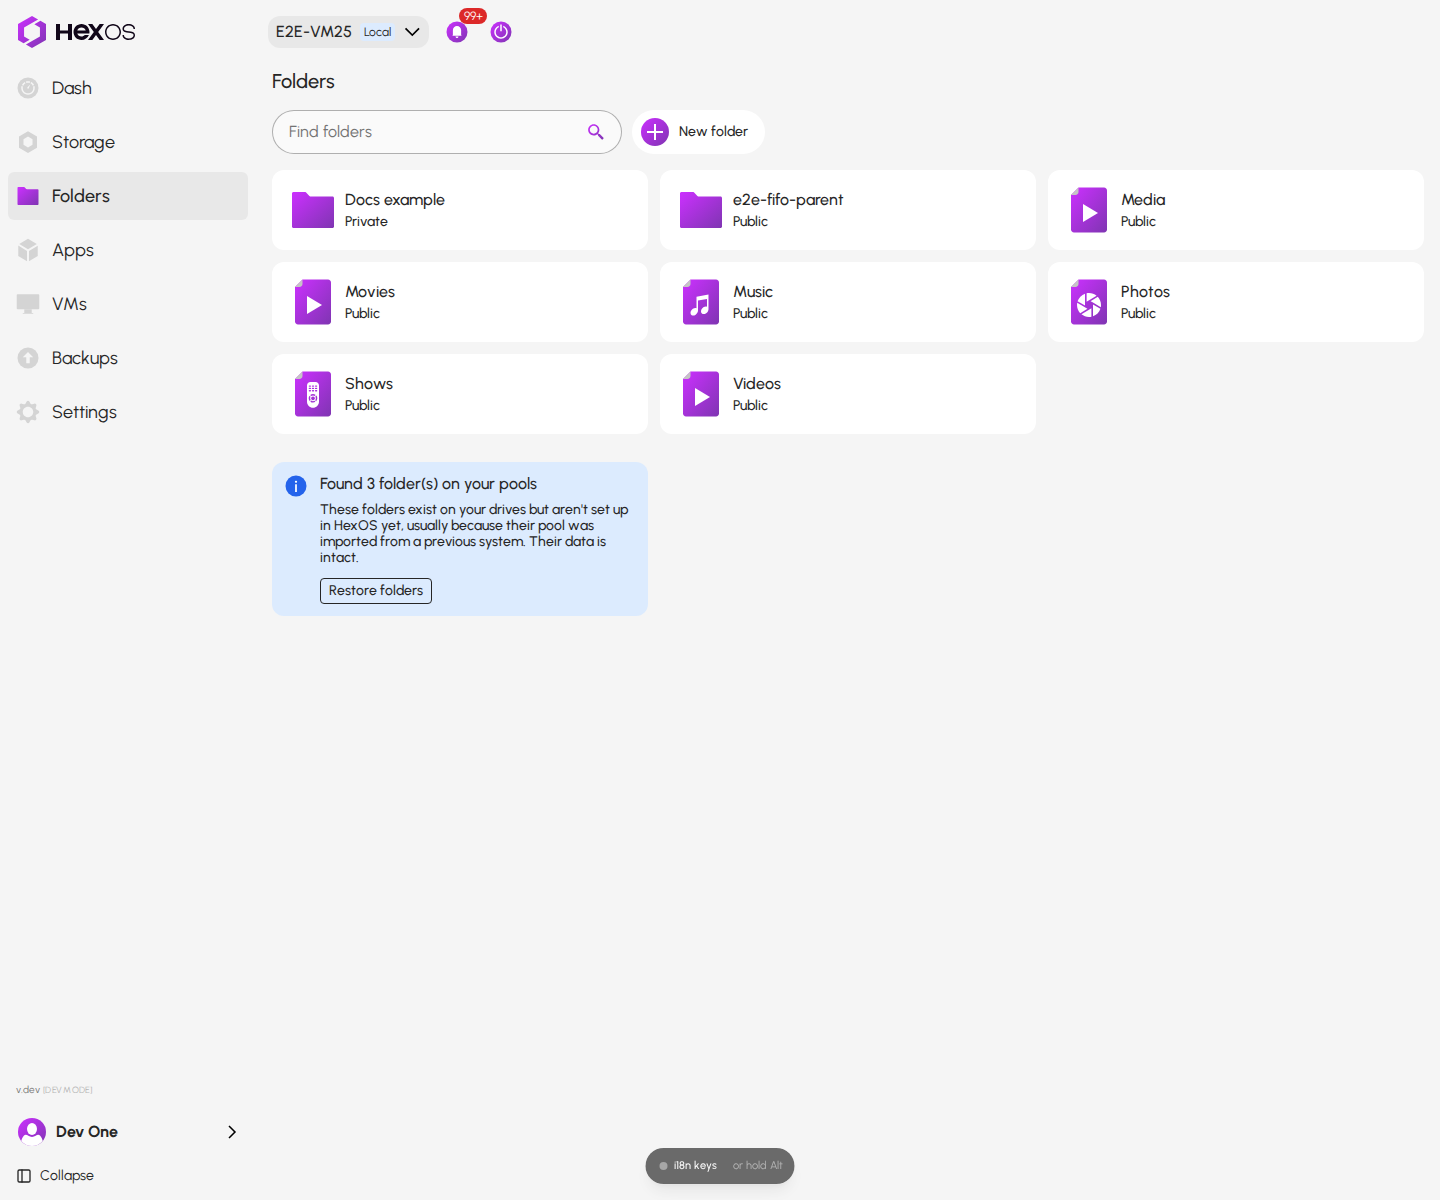 HexOS
E2E-VM25 Local
99+
Dash
Storage
Folders
Apps
VMs
Backups
Settings
Folders
Find folders
New folder
Docs example
Private
e2e-fifo-parent
Public
Media
Public
Movies
Public
Music
Public
Photos
Public
Shows
Public
Videos
Public
Found 3 folder(s) on your pools
These folders exist on your drives but aren't set up
in HexOS yet, usually because their pool was
imported from a previous system. Their data is
intact.
Restore folders
v.dev [DEV MODE]
Dev One
Collapse
i18n keys or hold Alt